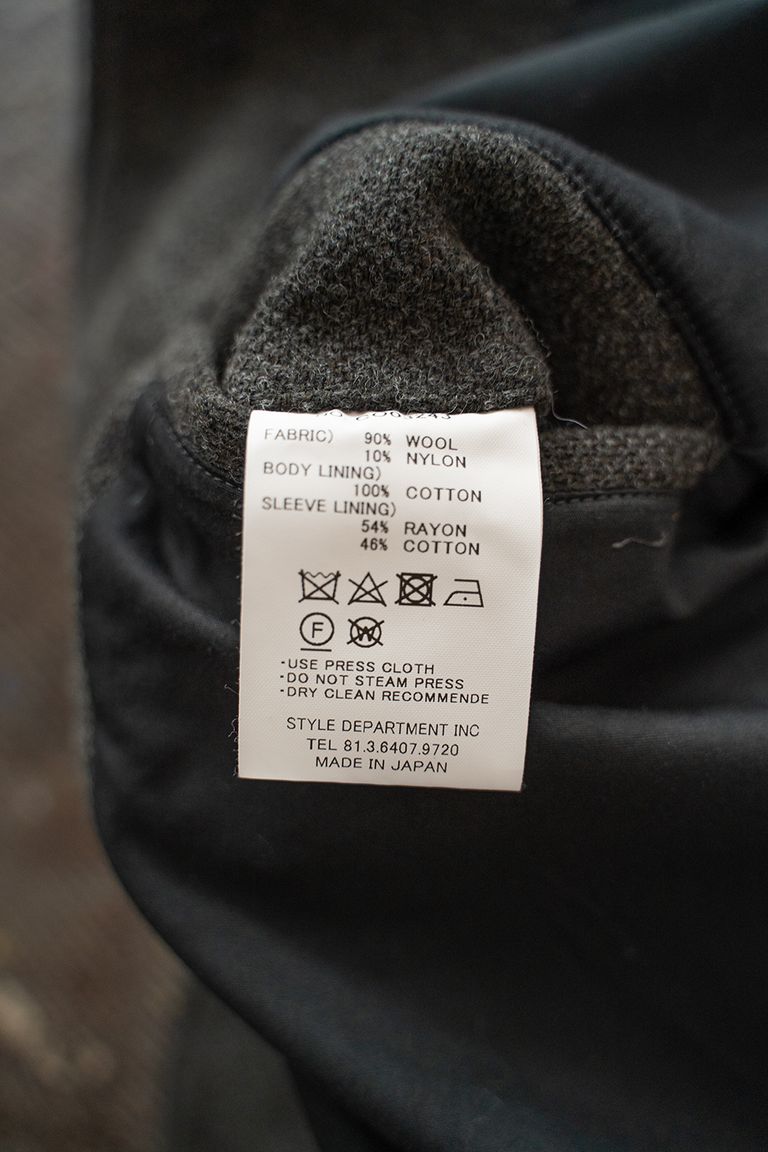 FABRIC) 90% WOOL
10% NYLON
BODY LINING)
100% COTTON
SLEEVE LINING)
54% RAYON
46% COTTON
F W
·USE PRESS CLOTH
·DO NOT STEAM PRESS
·DRY CLEAN RECOMMENDE
STYLE DEPARTMENT INC
TEL 81.3.6407.9720
MADE IN JAPAN